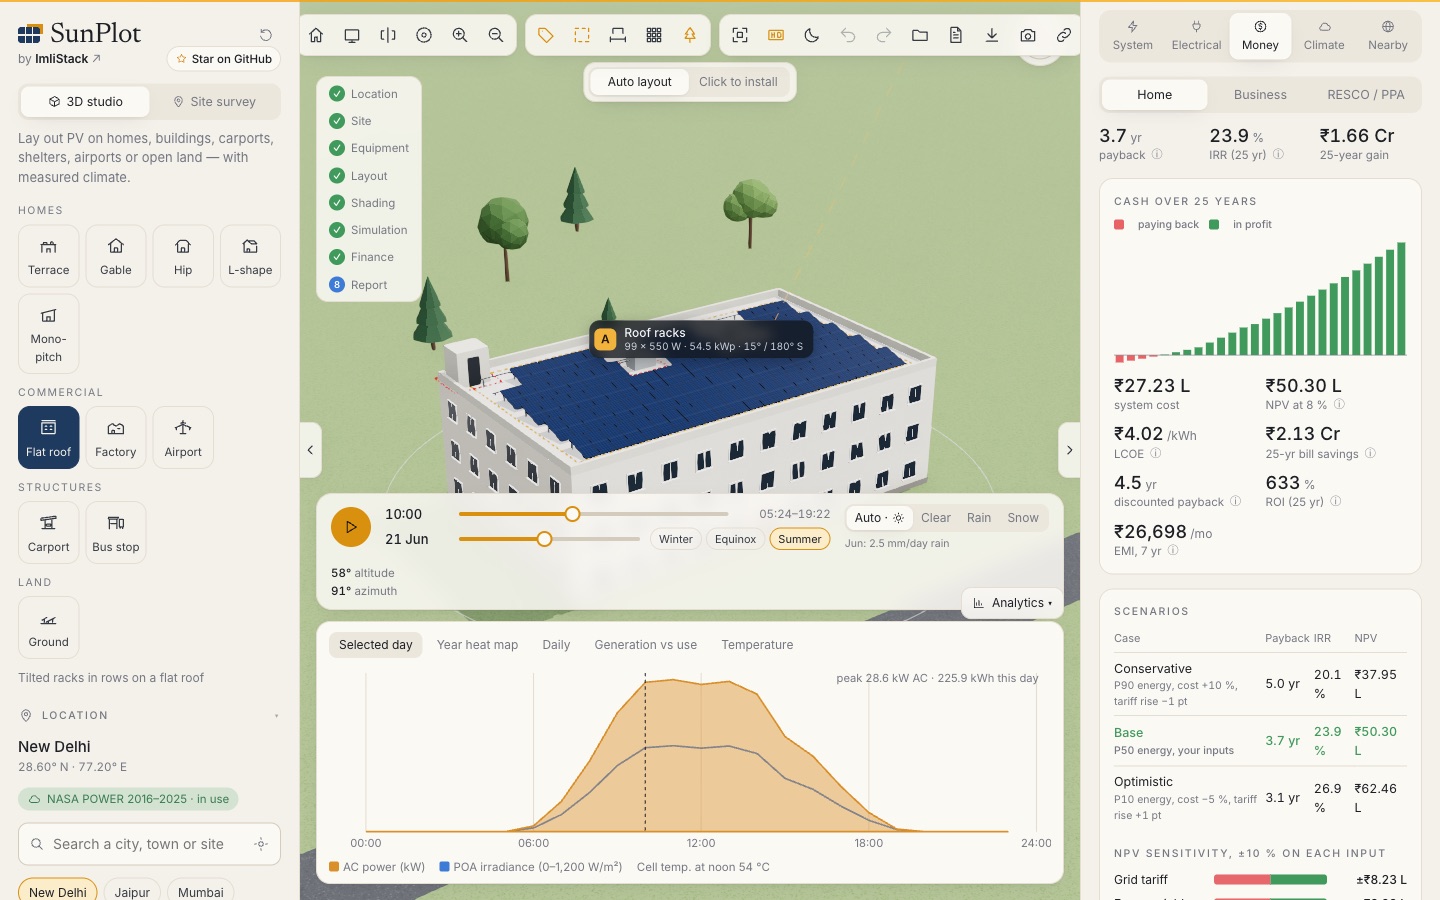 SunPlot
by ImliStack ↗
Star on GitHub
3D studio
Site survey
Lay out PV on homes, buildings, carports,
shelters, airports or open land — with
measured climate.
HOMES
Terrace
Gable
Hip
L-shape
Mono-
pitch
COMMERCIAL
Flat roof
Factory
Airport
STRUCTURES
Carport
Bus stop
LAND
Ground
Tilted racks in rows on a flat roof
LOCATION
New Delhi
28.60° N · 77.20° E
NASA POWER 2016–2025 · in use
Search a city, town or site
New Delhi
Jaipur
Mumbai
HD
Auto layout
Click to install
Location
Site
Equipment
Layout
Shading
Simulation
Finance
8 Report
A
Roof racks
99 × 550 W · 54.5 kWp · 15° / 180° S
10:00
05:24–19:22
21 Jun
Winter
Equinox
Summer
Auto ·
Clear
Rain
Snow
Jun: 2.5 mm/day rain
58° altitude
91° azimuth
Analytics
Selected day
Year heat map
Daily
Generation vs use
Temperature
peak 28.6 kW AC · 225.9 kWh this day
00:00
06:00
12:00
18:00
24:00
AC power (kW)
POA irradiance (0–1,200 W/m²)
Cell temp. at noon 54 °C
System
Electrical
Money
Climate
Nearby
Home
Business
RESCO / PPA
3.7 yr
payback
23.9 %
IRR (25 yr)
₹1.66 Cr
25-year gain
CASH OVER 25 YEARS
paying back
in profit
₹27.23 L
system cost
₹50.30 L
NPV at 8 %
₹4.02 /kWh
LCOE
₹2.13 Cr
25-yr bill savings
4.5 yr
discounted payback
633 %
ROI (25 yr)
₹26,698 /mo
EMI, 7 yr
SCENARIOS
Case
Payback
IRR
NPV
Conservative
P90 energy, cost +10 %,
tariff rise −1 pt
5.0 yr
20.1
%
₹37.95
L
Base
P50 energy, your inputs
3.7 yr
23.9
%
₹50.30
L
Optimistic
P10 energy, cost −5 %, tariff
rise +1 pt
3.1 yr
26.9
%
₹62.46
L
NPV SENSITIVITY, ±10 % ON EACH INPUT
Grid tariff
±₹8.23 L